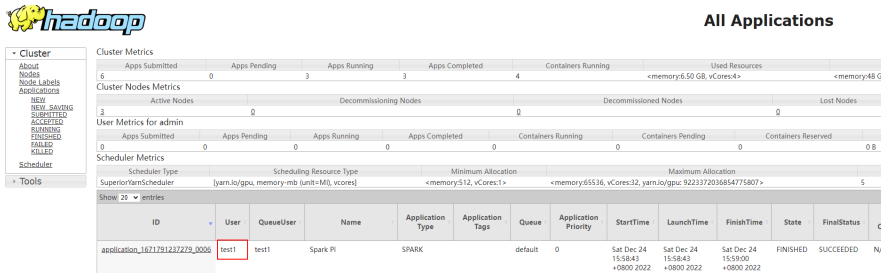 hadoop
All Applications
Cluster
About
Nodes
Node Labels
Applications
NEW
NEW_SAVING
SUBMITTED
ACCEPTED
RUNNING
FINISHED
FAILED
KILLED
Scheduler
Tools
Cluster Metrics
Apps Submitted Apps Pending Apps Running Apps Completed Containers Running Used Resources
6 0 3 3 4 <memory:6.50 GB, vCores:4> <memory:48 G
Cluster Nodes Metrics
Active Nodes Decommissioning Nodes Decommissioned Nodes Lost Nodes
3 0 0 0
User Metrics for admin
Apps Submitted Apps Pending Apps Running Apps Completed Containers Running Containers Pending Containers Reserved
0 0 0 0 0 0 0 0 B
Scheduler Metrics
Scheduler Type Scheduling Resource Type Minimum Allocation Maximum Allocation
SuperiorYarnScheduler [yarn.io/gpu, memory-mb (unit=Mi), vcores] <memory:512, vCores:1> <memory:65536, vCores:32, yarn.io/gpu: 9223372036854775807> 5
Show 20 entries
ID User QueueUser Name Application Type Application Tags Queue Application Priority StartTime LaunchTime FinishTime State FinalStatus
application_1671791237279_0006 test1 test1 Spark Pi SPARK default 0 Sat Dec 24 15:58:43 +0800 2022 Sat Dec 24 15:58:43 +0800 2022 Sat Dec 24 15:59:00 +0800 2022 FINISHED SUCCEEDED